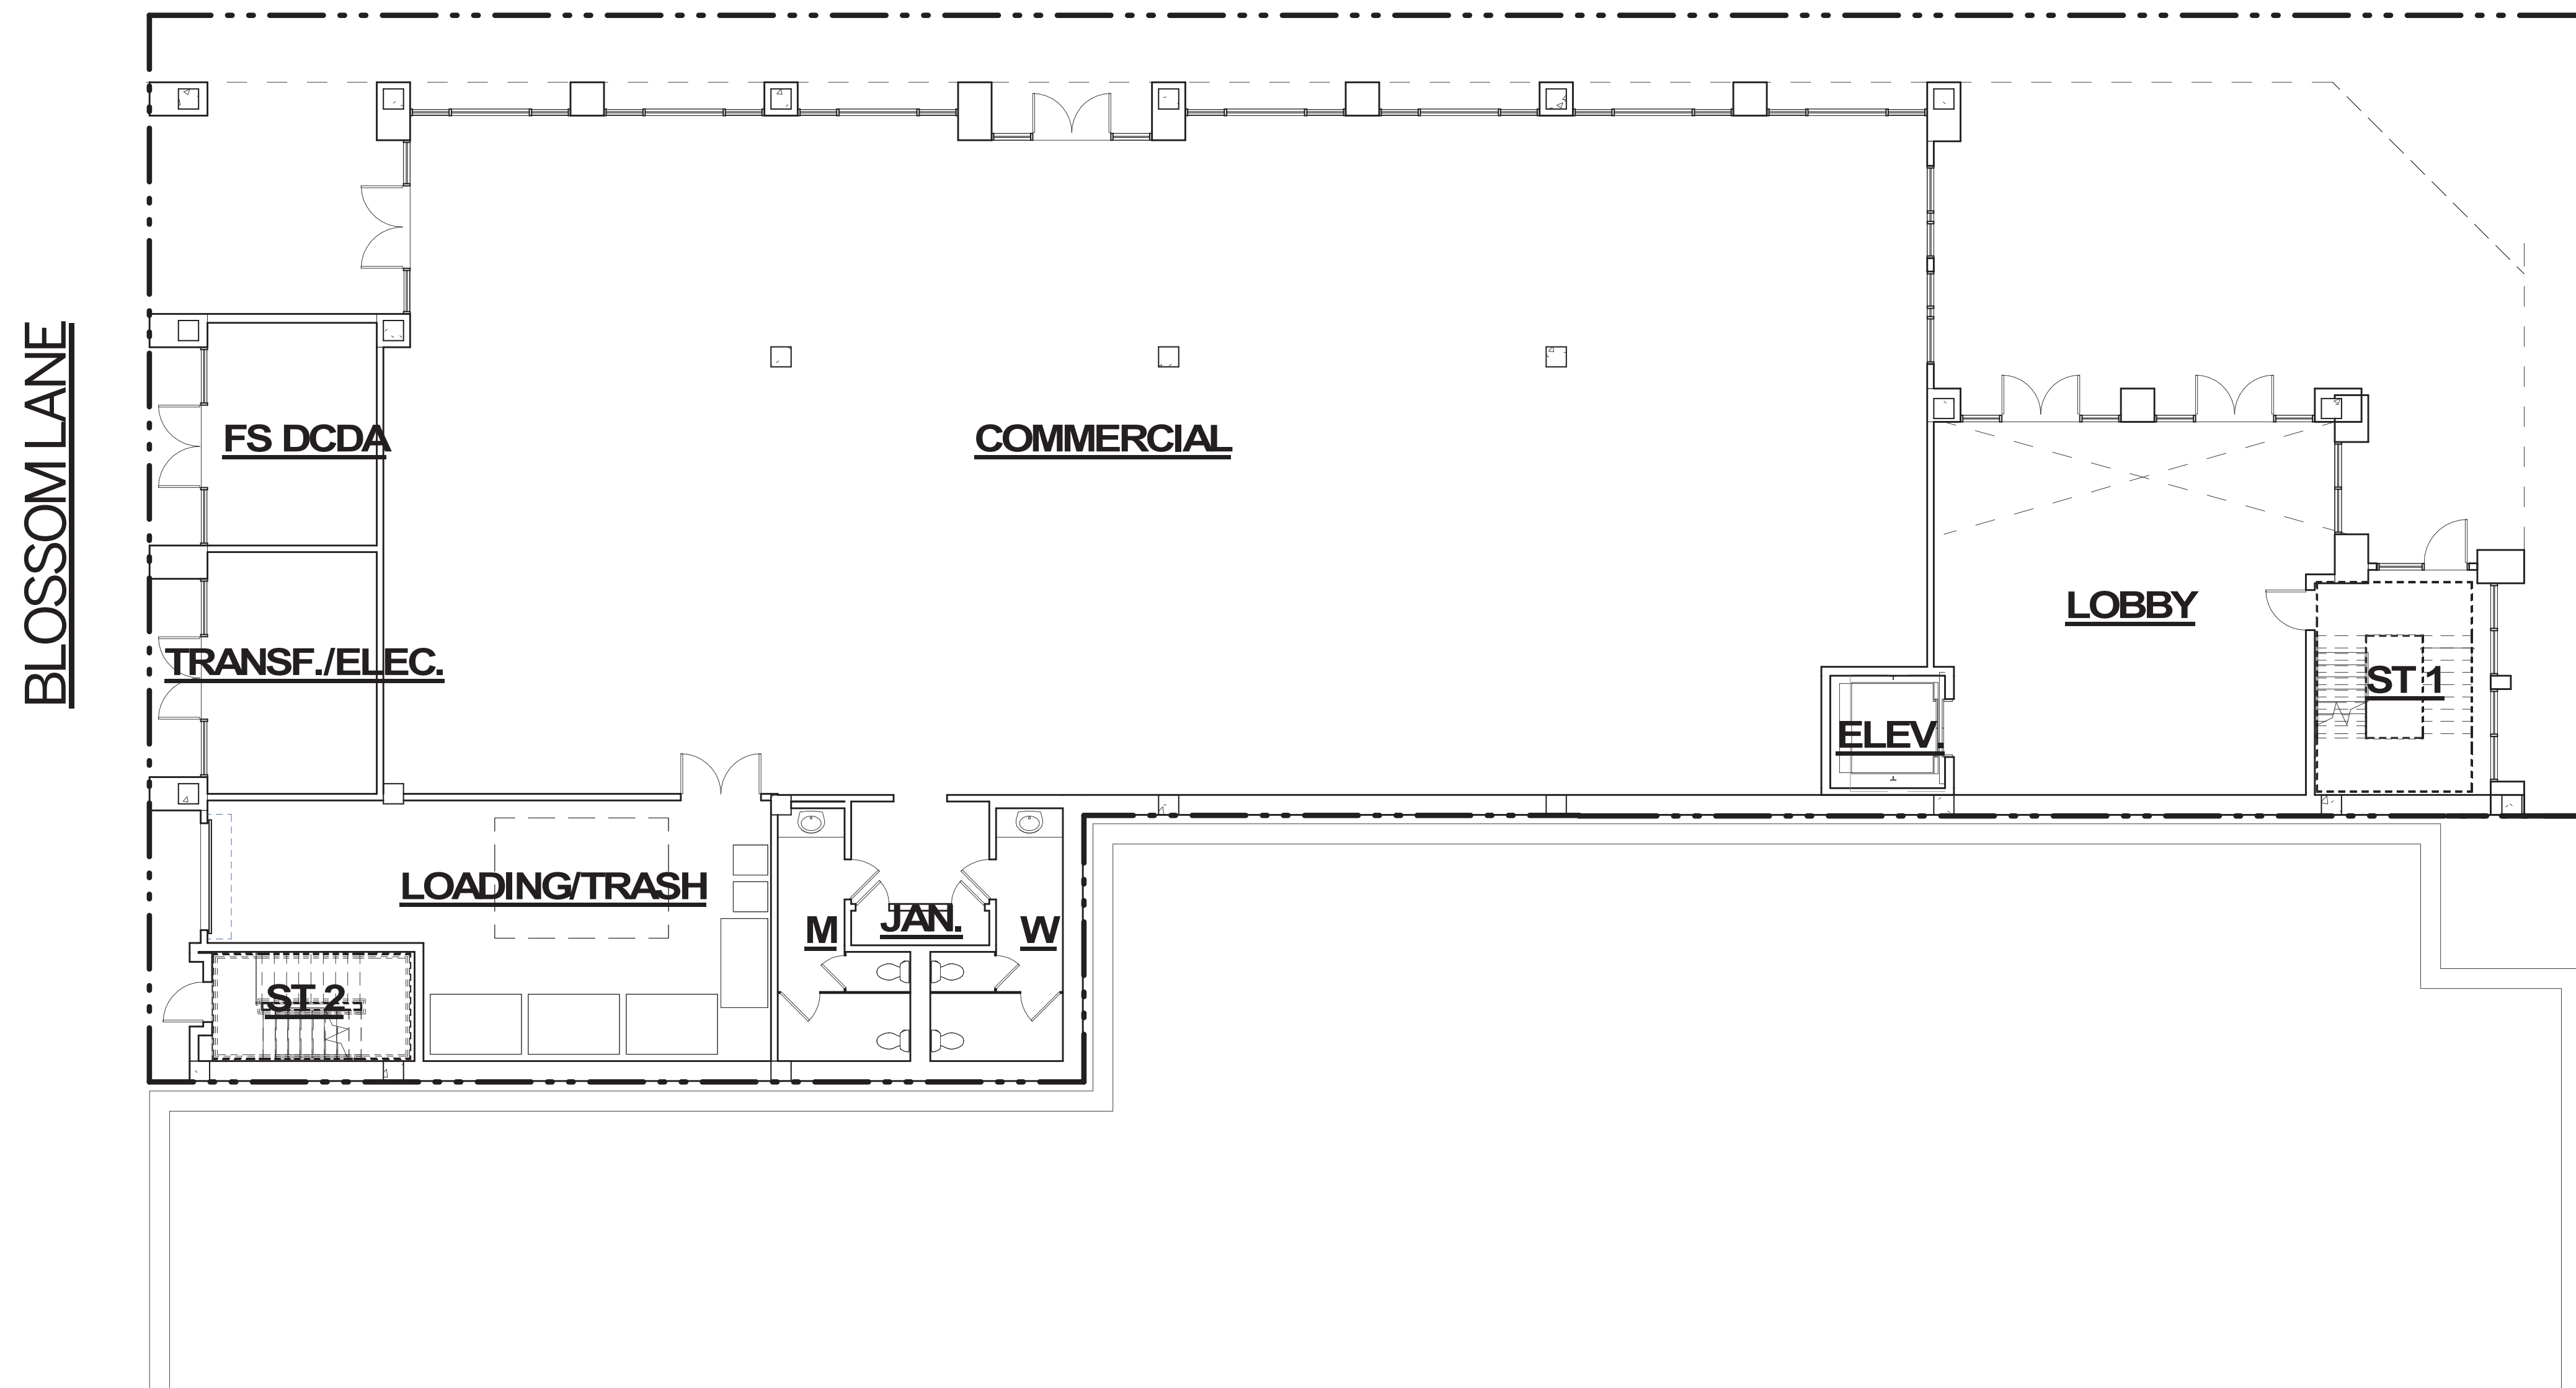 BLOSSOM LANE
FS DCDA
COMMERCIAL
LOBBY
TRANSF./ELEC.
ST 1
ELEV
LOADING/TRASH
M
JAN.
W
ST 2